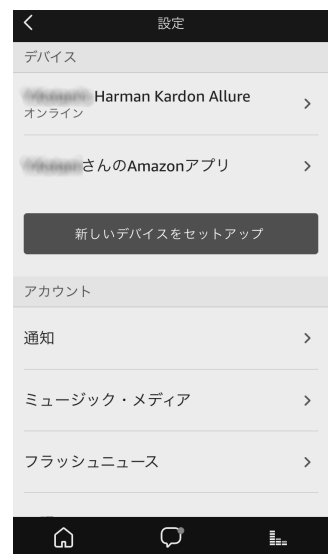 設定
デバイス
Harman Kardon Allure
オンライン
さんのAmazonアプリ
新しいデバイスをセットアップ
アカウント
通知
ミュージック・メディア
フラッシュニュース